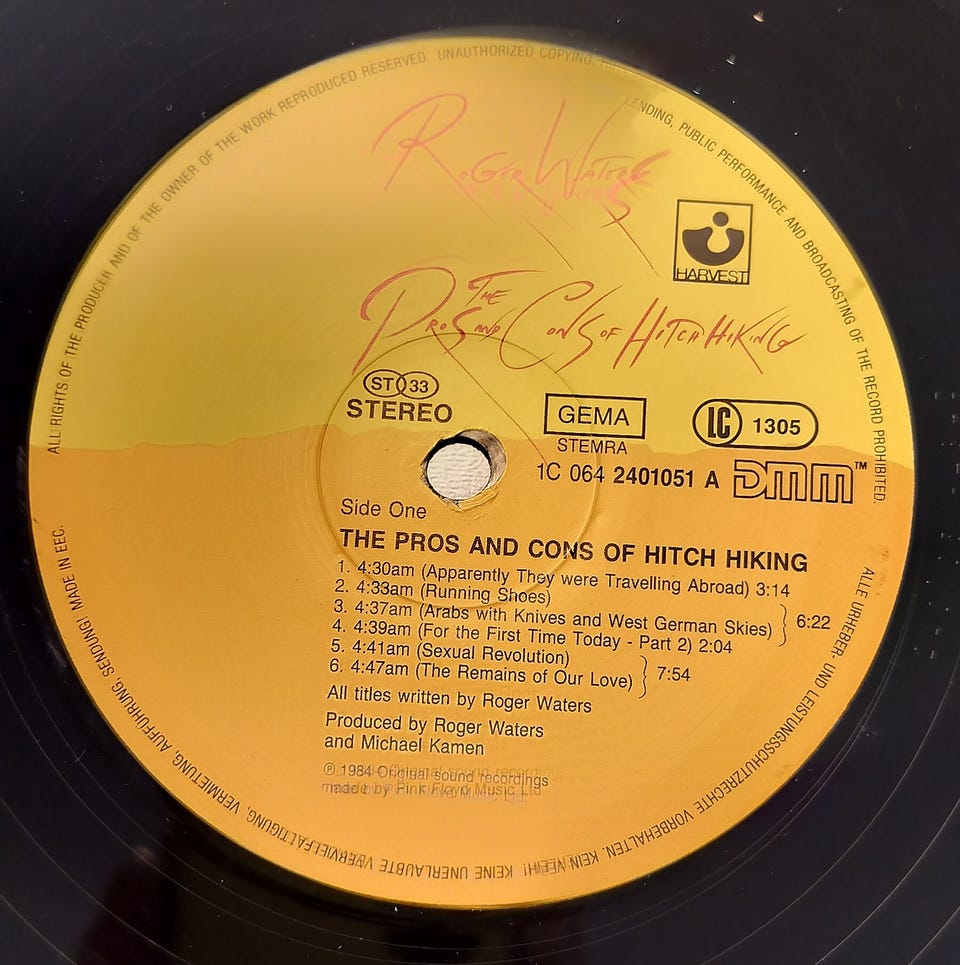 ALL RIGHTS OF THE PRODUCER AND OF THE OWNER OF THE WORK REPRODUCED RESERVED. UNAUTHORIZED COPYING, LENDING, PUBLIC PERFORMANCE AND BROADCASTING OF THE RECORD PROHIBITED.
ROGER WATERS
HARVEST
THE
PROS AND CONS OF HITCH HIKING
ST 33
STEREO
GEMA
STEMRA
LC 1305
1C 064 2401051 A DMM™
Side One
THE PROS AND CONS OF HITCH HIKING
1. 4:30am (Apparently They were Travelling Abroad) 3:14
2. 4:33am (Running Shoes)
3. 4:37am (Arabs with Knives and West German Skies) } 6:22
4. 4:39am (For the First Time Today - Part 2) 2:04
5. 4:41am (Sexual Revolution)
6. 4:47am (The Remains of Our Love) } 7:54
All titles written by Roger Waters
Produced by Roger Waters
and Michael Kamen
℗ 1984 Original sound recordings
made by Pink Floyd Music Ltd.
ALLE URHEBER- UND LEISTUNGSSCHUTZRECHTE VORBEHALTEN. KEIN VERLEIH! KEINE UNERLAUBTE VERVIELFÄLTIGUNG, VERMIETUNG, AUFFÜHRUNG, SENDUNG! MADE IN EEC.